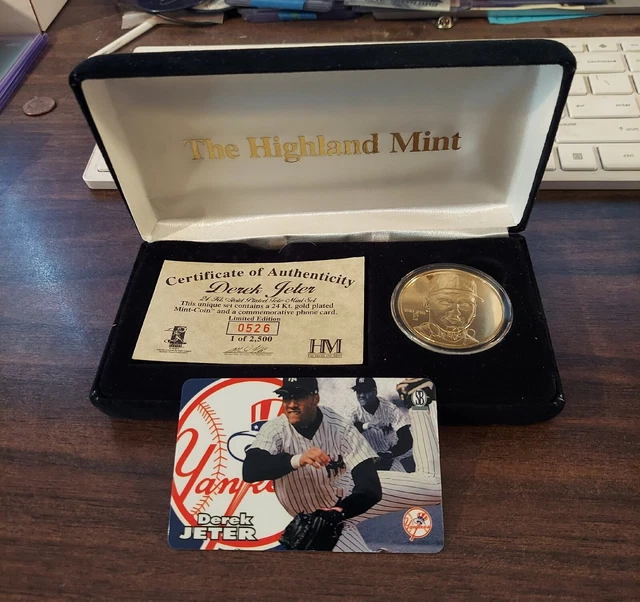 The Highland Mint
Certificate of Authenticity
Derek Jeter
24 Kt. Gold Plated Tele-Mint Set
This unique set contains a 24 Kt. gold plated
Mint-Coin™ and a commemorative phone card.
Limited Edition
0526
1 of 2,500
HM
Yankees
SB
Derek
JETER